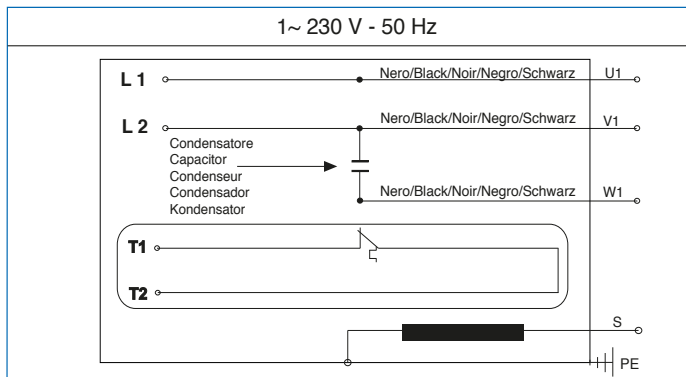 1~ 230 V - 50 Hz
L 1
Nero/Black/Noir/Negro/Schwarz
U1
L 2
Nero/Black/Noir/Negro/Schwarz
V1
Condensatore
Capacitor
Condenseur
Condensador
Kondensator
Nero/Black/Noir/Negro/Schwarz
W1
T1
T2
S
PE